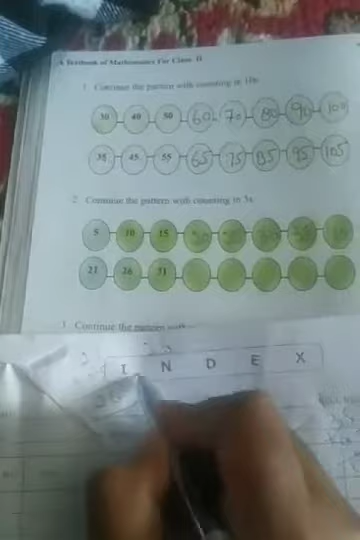 A Textbook of Mathematics For Class- II
1. Continue the pattern with counting in 10s
30 40 50 60 70 80 90 100
35 45 55 65 75 85 95 105
2. Continue the pattern with counting in 5s
5 10 15
21 26 31
3. Continue the pattern with
I N D E X